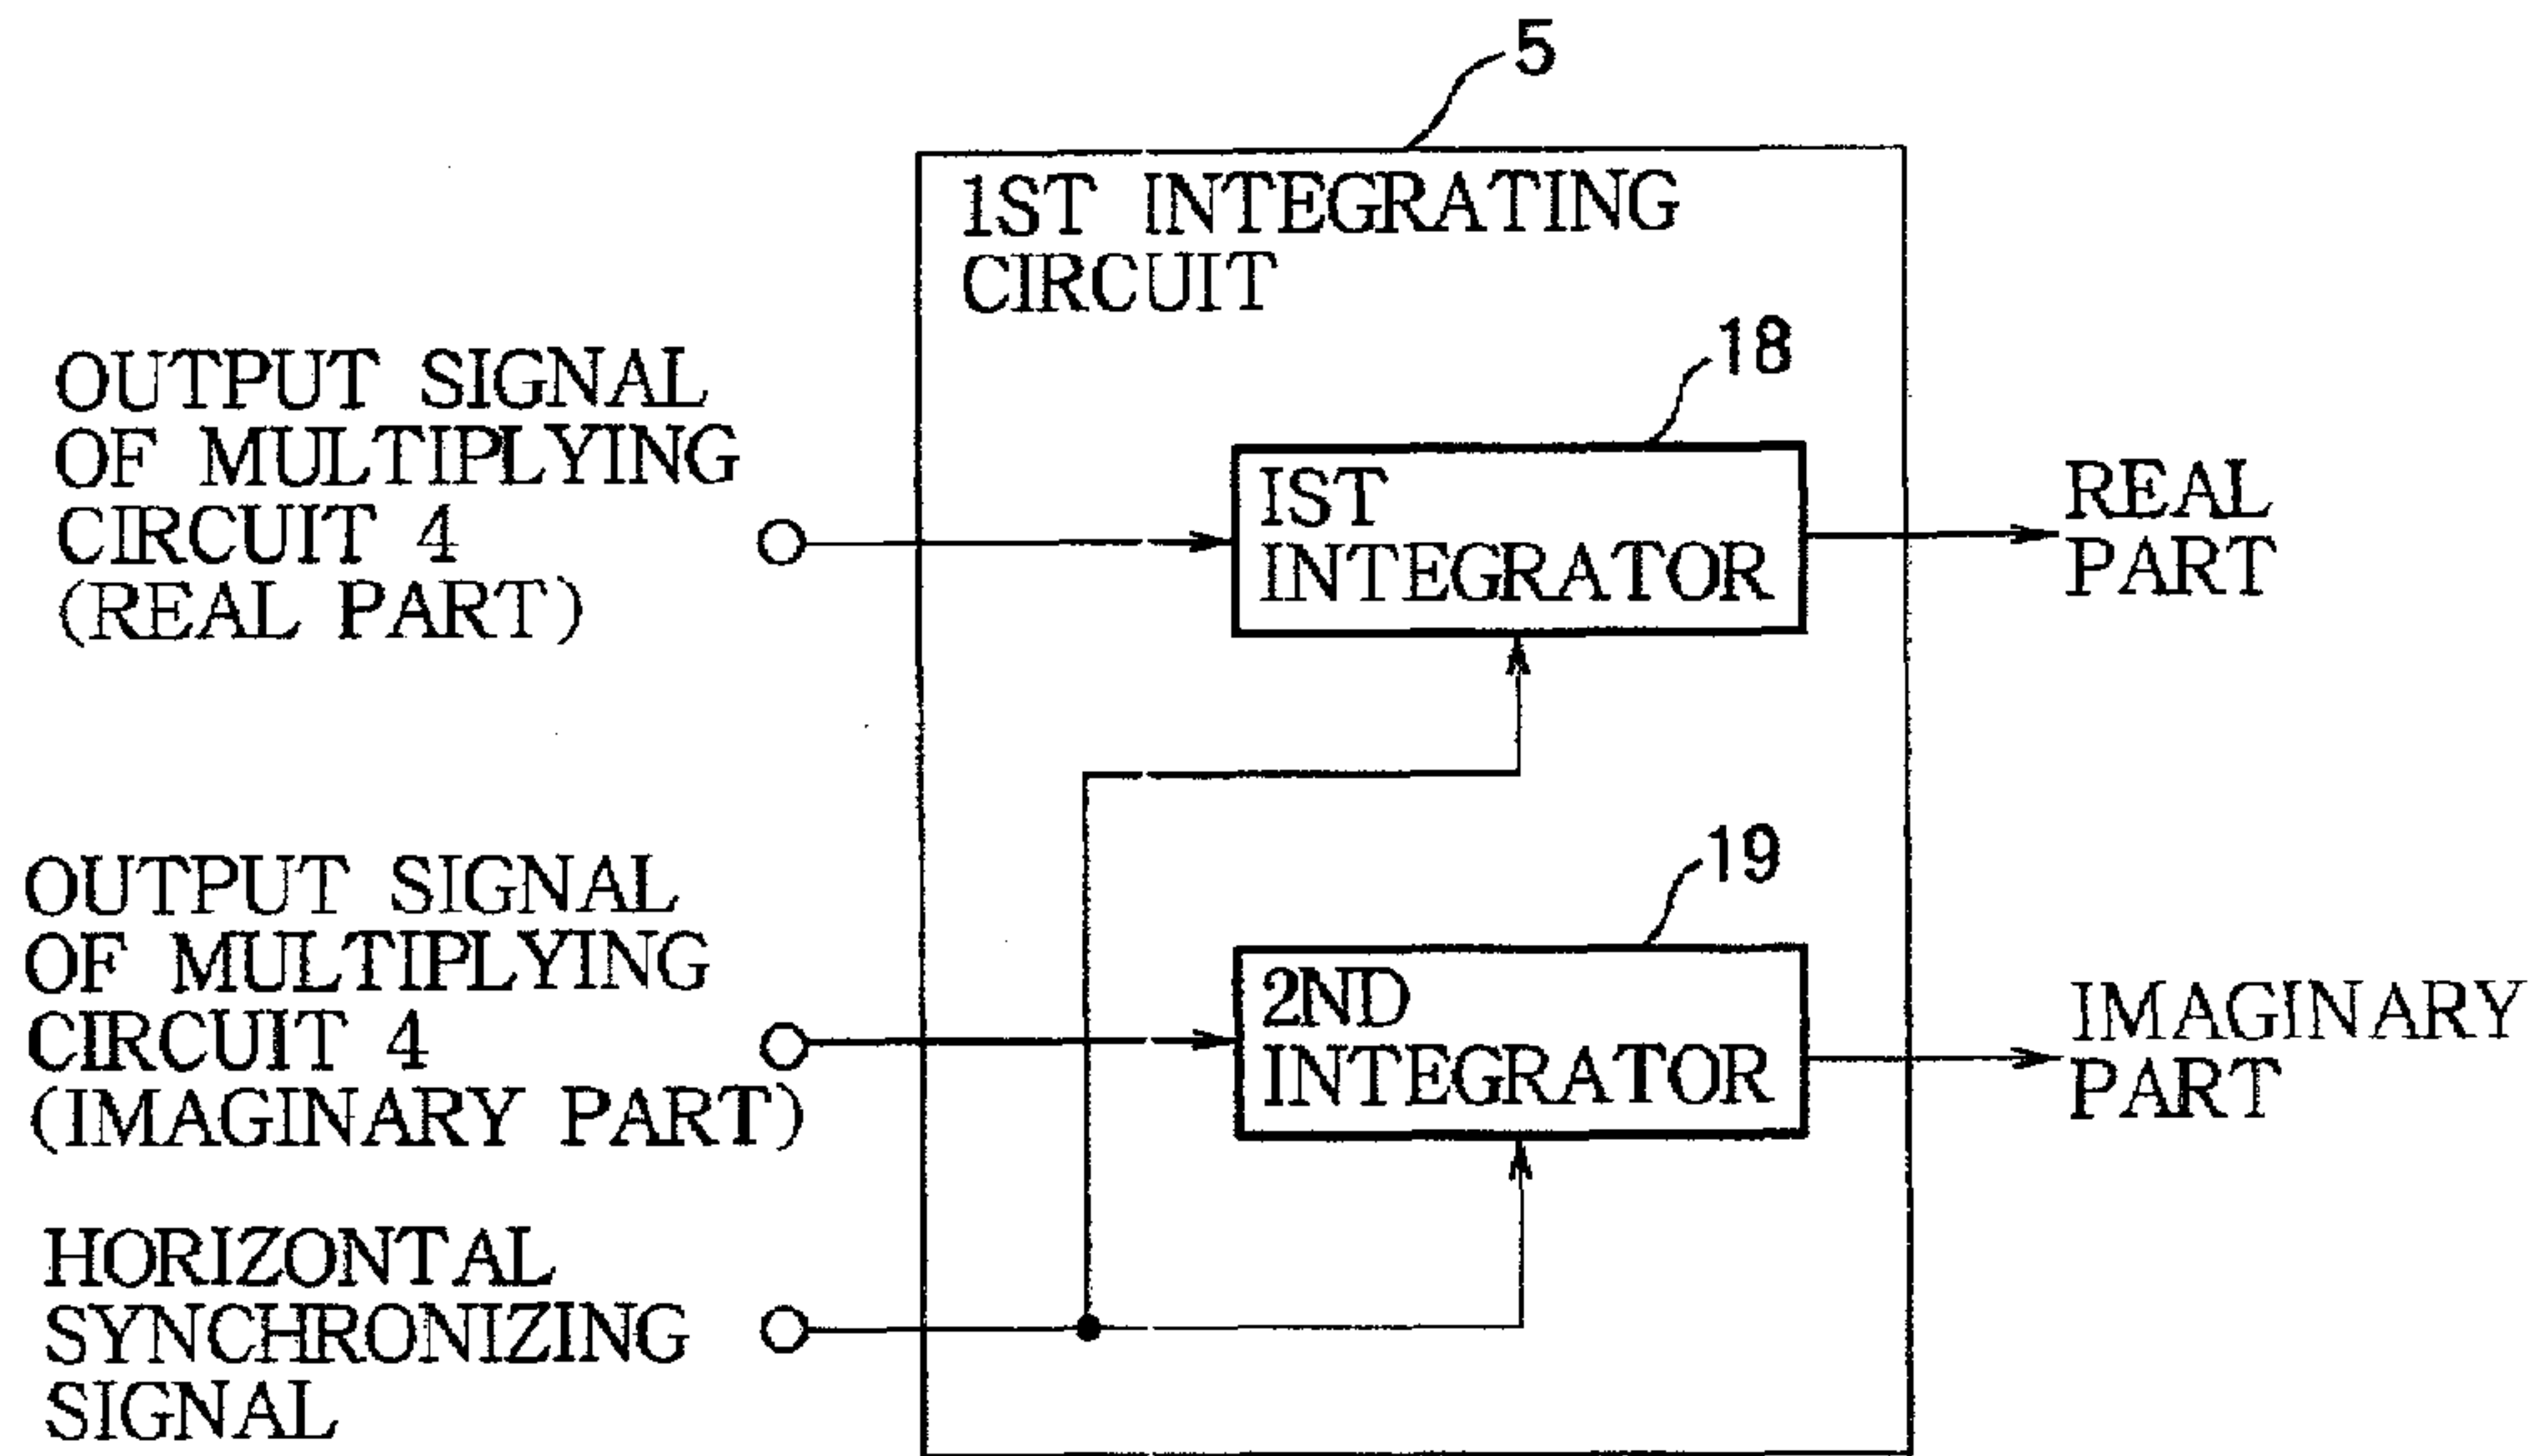 5
1ST INTEGRATING
CIRCUIT
OUTPUT SIGNAL
OF MULTIPLYING
CIRCUIT 4
(REAL PART)
18
IST
INTEGRATOR
REAL
PART
OUTPUT SIGNAL
OF MULTIPLYING
CIRCUIT 4
(IMAGINARY PART)
19
2ND
INTEGRATOR
IMAGINARY
PART
HORIZONTAL
SYNCHRONIZING
SIGNAL